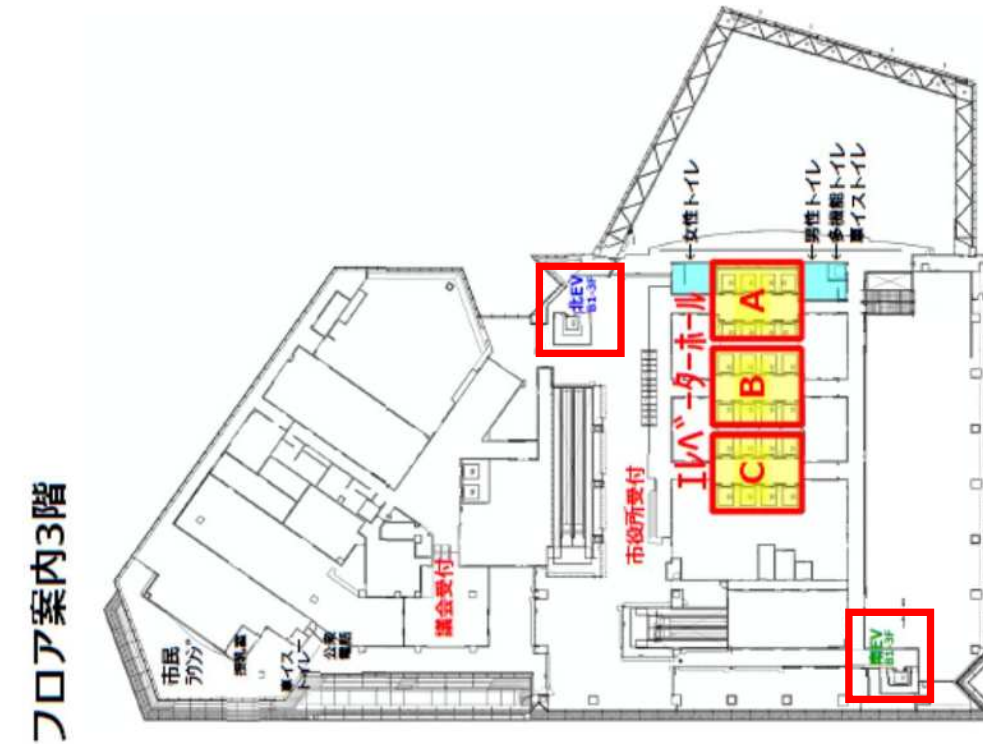 フロア案内3階
市民
ラウンジ
授乳室
車イス
トイレ
公衆
電話
議会受付
市役所受付
エレベーターホール
A
B
C
北EV
B1-3F
南EV
B1-3F
←女性トイレ
←男性トイレ
←多機能トイレ
車イストイレ